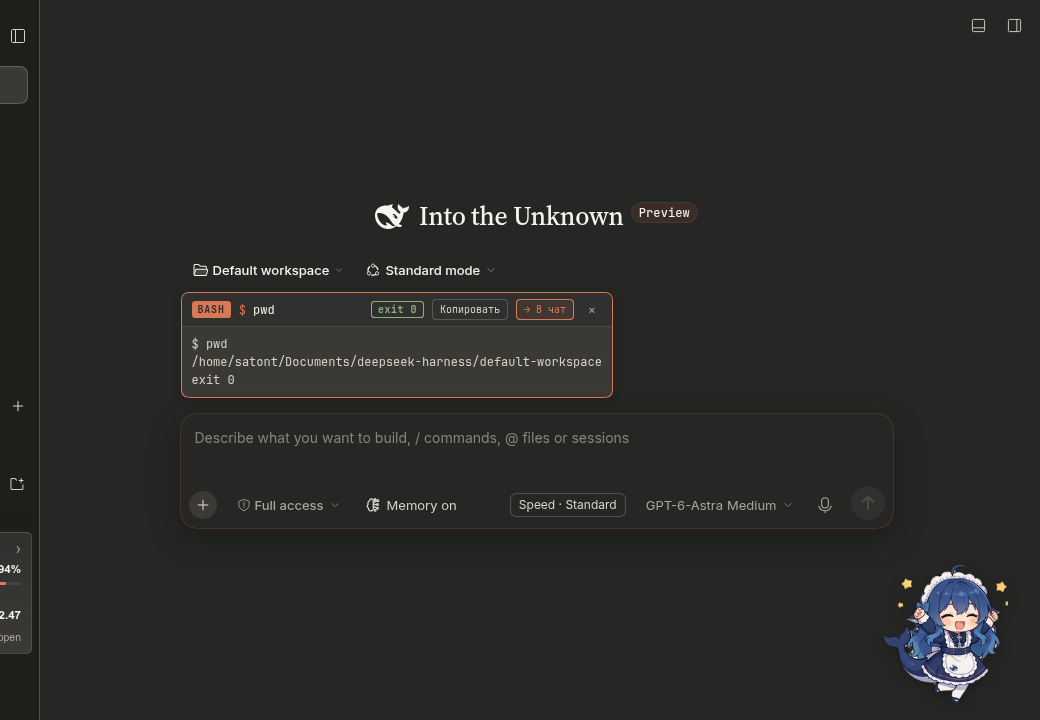 Into the Unknown Preview
Default workspace Standard mode
BASH $ pwd exit 0 Копировать → В чат ×
$ pwd
/home/satont/Documents/deepseek-harness/default-workspace
exit 0
Describe what you want to build, / commands, @ files or sessions
Full access Memory on Speed · Standard GPT-6-Astra Medium
94%
2.47
open